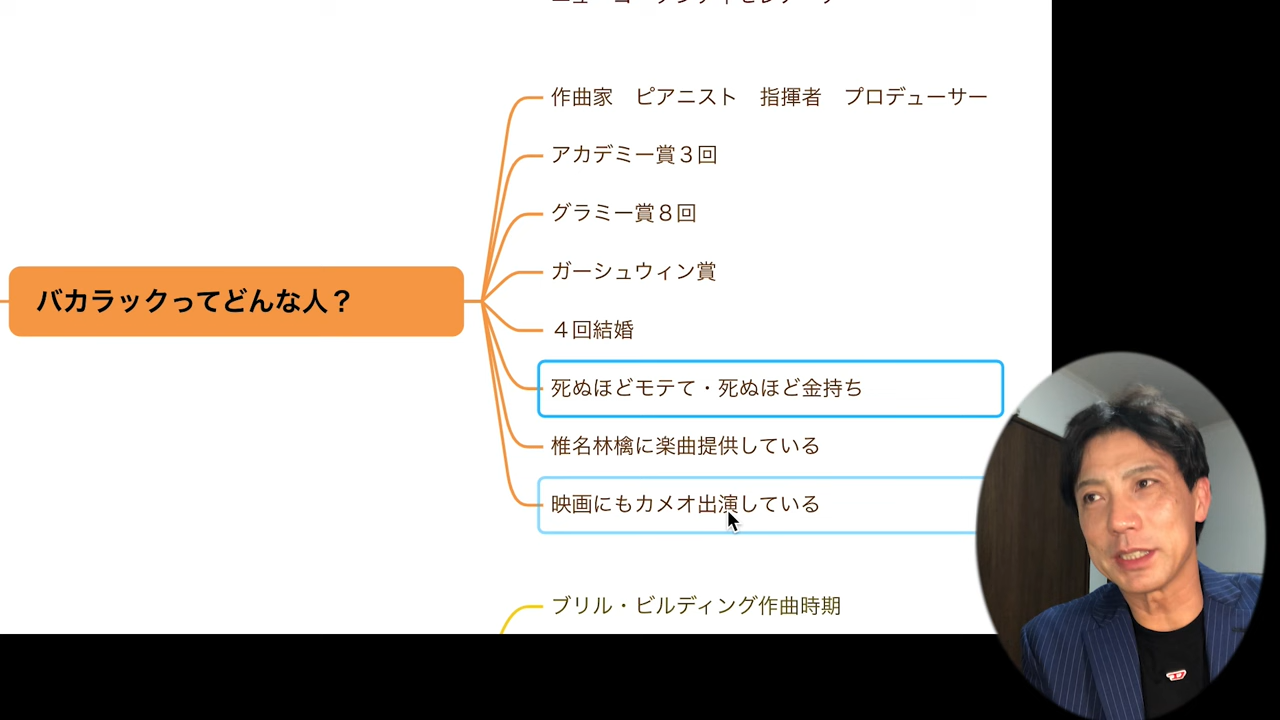 バカラックってどんな人？
作曲家　ピアニスト　指揮者　プロデューサー
アカデミー賞３回
グラミー賞８回
ガーシュウィン賞
４回結婚
死ぬほどモテて・死ぬほど金持ち
椎名林檎に楽曲提供している
映画にもカメオ出演している
ブリル・ビルディング作曲時期